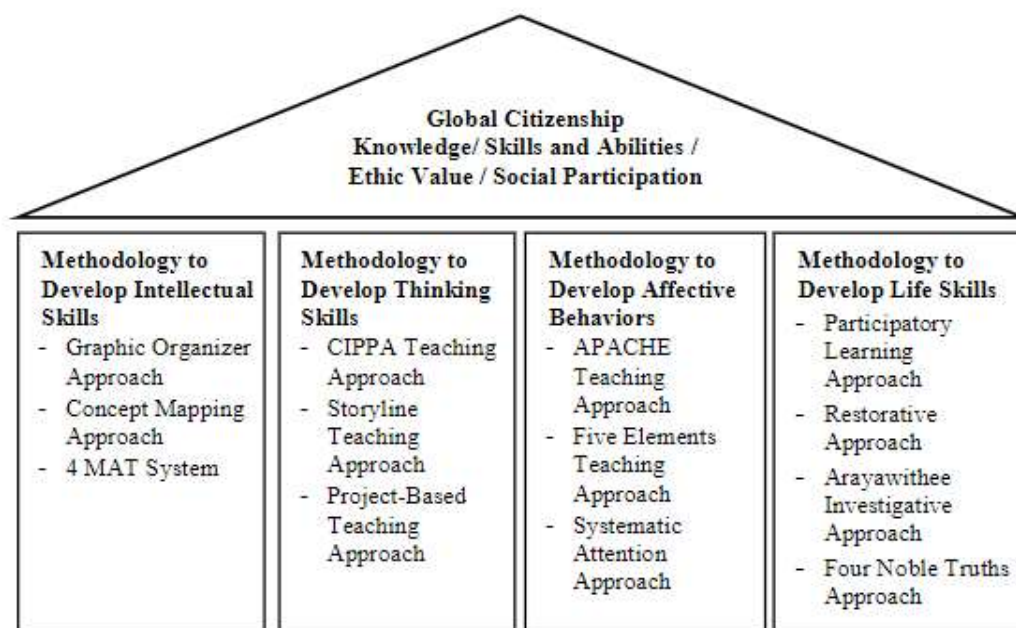 Global Citizenship
Knowledge/ Skills and Abilities /
Ethic Value / Social Participation
Methodology to
Develop Intellectual
Skills
- Graphic Organizer
Approach
- Concept Mapping
Approach
- 4 MAT System
Methodology to
Develop Thinking
Skills
- CIPPA Teaching
Approach
- Storyline
Teaching
Approach
- Project-Based
Teaching
Approach
Methodology to
Develop Affective
Behaviors
- APACHE
Teaching
Approach
- Five Elements
Teaching
Approach
- Systematic
Attention
Approach
Methodology to
Develop Life Skills
- Participatory
Learning
Approach
- Restorative
Approach
- Arayawithee
Investigative
Approach
- Four Noble Truths
Approach